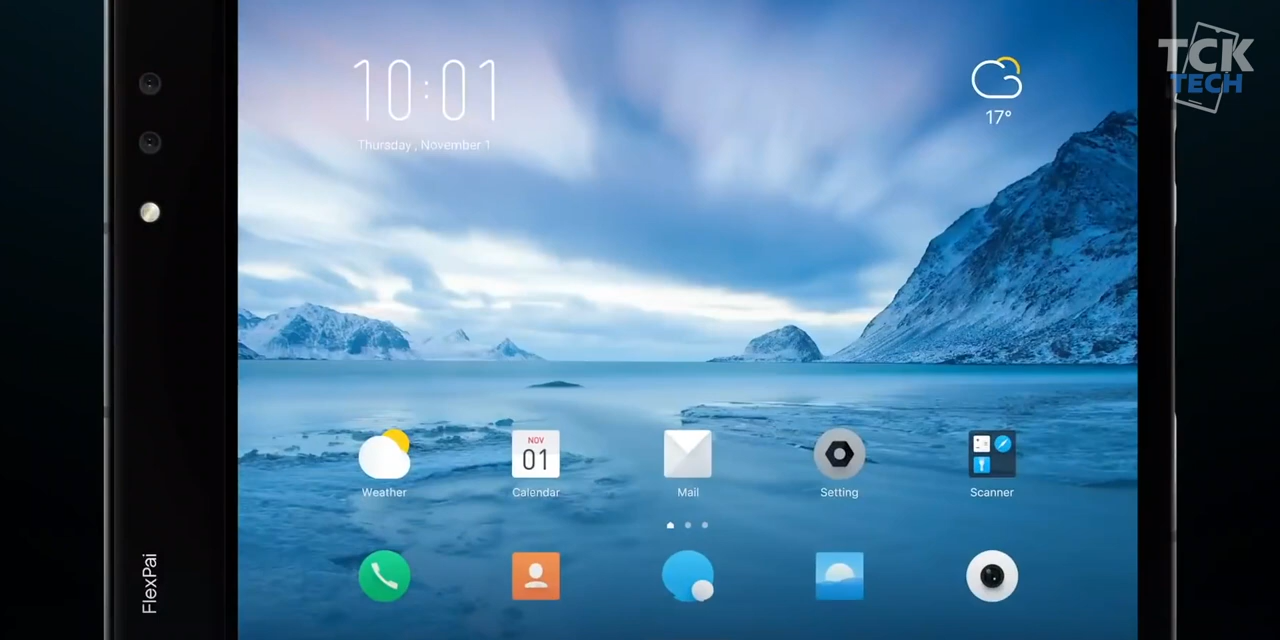 TCK
TECH
10:01
Thursday, November 1
17°
NOV
01
Weather
Calendar
Mail
Setting
Scanner
FlexPai